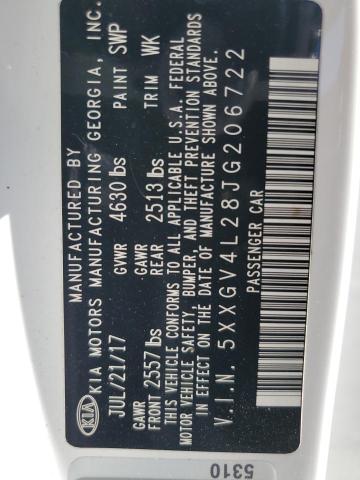 KIA
MANUFACTURED BY
KIA MOTORS MANUFACTURING GEORGIA, INC.
JUL/21/17 GVWR 4630 lbs PAINT SWP
GAWR FRONT 2557 lbs GAWR REAR 2513 lbs TRIM WK
THIS VEHICLE CONFORMS TO ALL APPLICABLE U.S.A. FEDERAL
MOTOR VEHICLE SAFETY, BUMPER, AND THEFT PREVENTION STANDARDS
IN EFFECT ON THE DATE OF MANUFACTURE SHOWN ABOVE.
V.I.N. 5XXGV4L28JG206722
PASSENGER CAR
5310